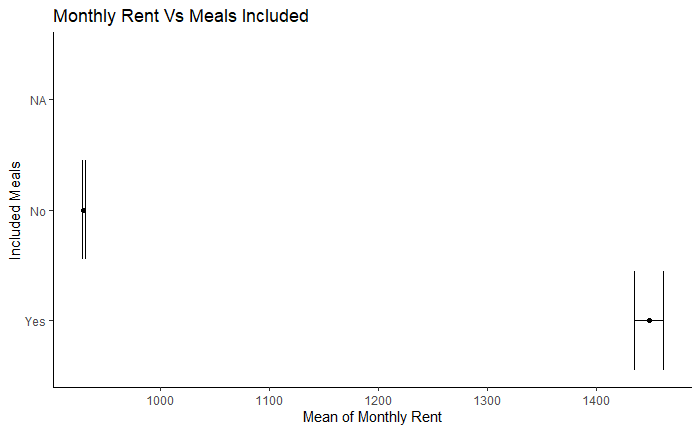 Monthly Rent Vs Meals Included
Included Meals
NA
No
Yes
1000 1100 1200 1300 1400
Mean of Monthly Rent